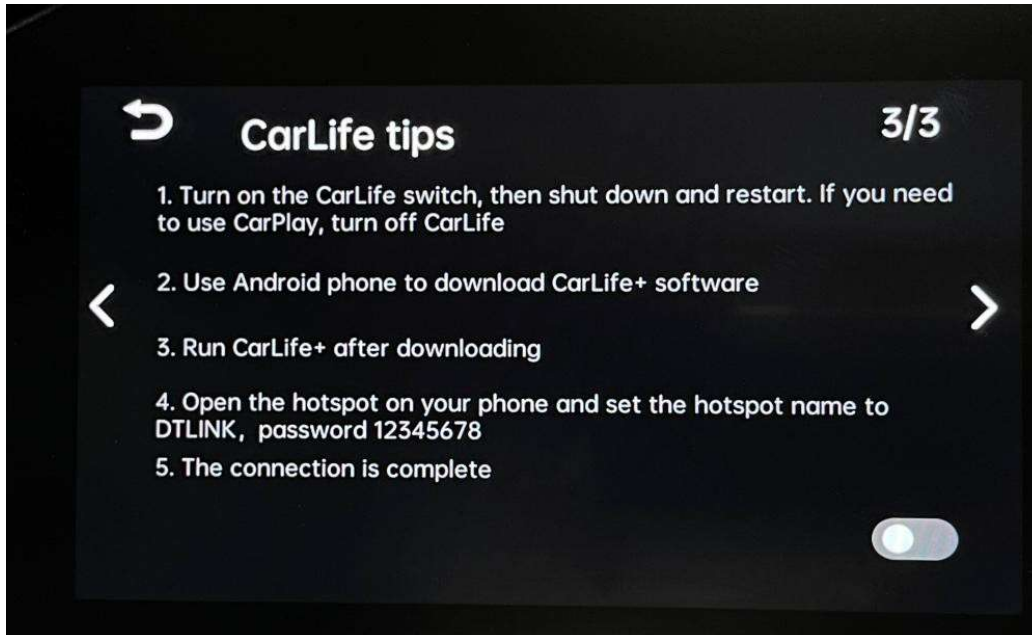 CarLife tips
3/3
1. Turn on the CarLife switch, then shut down and restart. If you need
to use CarPlay, turn off CarLife
2. Use Android phone to download CarLife+ software
3. Run CarLife+ after downloading
4. Open the hotspot on your phone and set the hotspot name to
DTLINK, password 12345678
5. The connection is complete